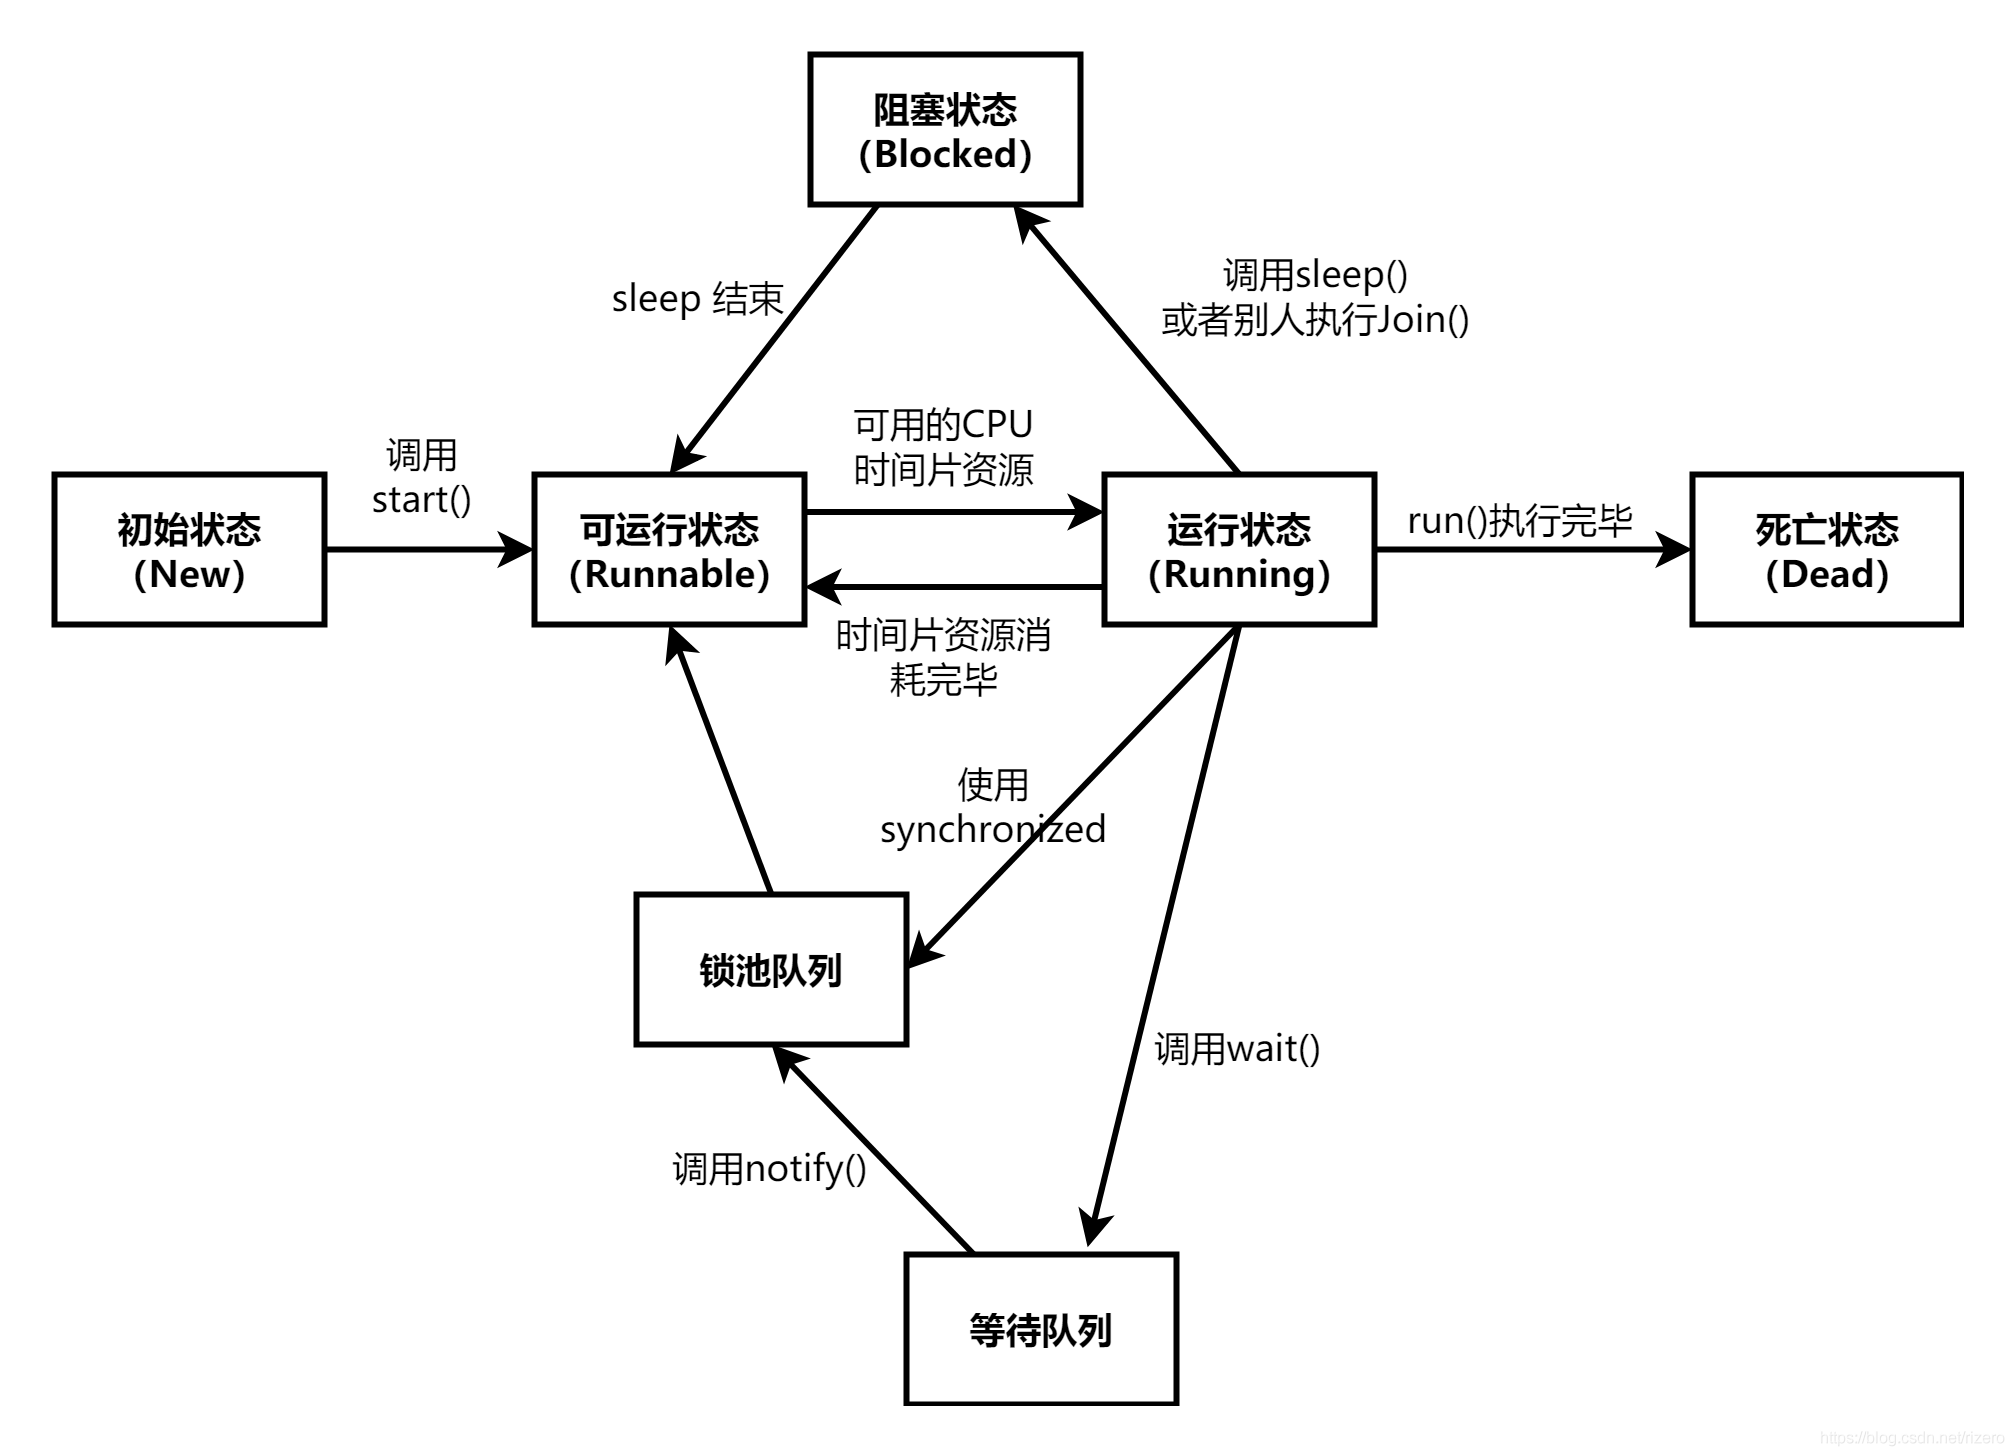 阻塞状态
（Blocked）
sleep 结束
调用sleep()
或者别人执行Join()
调用
start()
可用的CPU
时间片资源
初始状态
（New）
可运行状态
（Runnable）
运行状态
（Running）
run()执行完毕
死亡状态
（Dead）
时间片资源消
耗完毕
使用
synchronized
锁池队列
调用wait()
调用notify()
等待队列
https://blog.csdn.net/rizero